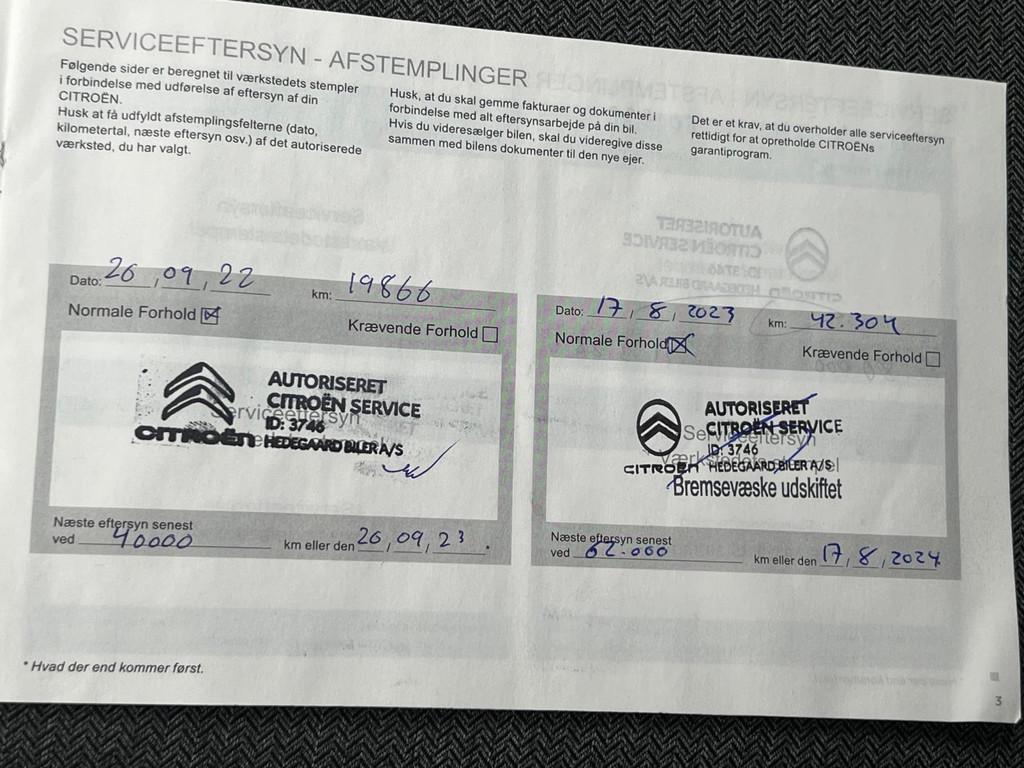 SERVICEEFTERSYN - AFSTEMPLINGER
Følgende sider er beregnet til værkstedets stempler
i forbindelse med udførelse af eftersyn af din
CITROËN.
Husk at få udfyldt afstemplingsfelterne (dato,
kilometertal, næste eftersyn osv.) af det autoriserede
værksted, du har valgt.
Husk, at du skal gemme fakturaer og dokumenter i
forbindelse med alt eftersynsarbejde på din bil.
Hvis du videresælger bilen, skal du videregive disse
sammen med bilens dokumenter til den nye ejer.
Det er et krav, at du overholder alle serviceeftersyn
rettidigt for at opretholde CITROËNs
garantiprogram.
Dato: 26,09,22 km: 19866
Normale Forhold ☒ Krævende Forhold ☐
AUTORISERET
CITROËN SERVICE
Serviceeftersyn
ID: 3746
CITROËN HEDEGAARD BILER A/S
Næste eftersyn senest
ved 40000 km eller den 26,09,23.
Dato: 17, 8, 2023 km: 42.304
Normale Forhold ☒ Krævende Forhold ☐
AUTORISERET
CITROËN SERVICE
Serviceeftersyn
ID: 3746
CITROËN HEDEGAARD BILER A/S
Bremsevæske udskiftet
Næste eftersyn senest
ved 62.000 km eller den 17, 8, 2024
* Hvad der end kommer først.
3